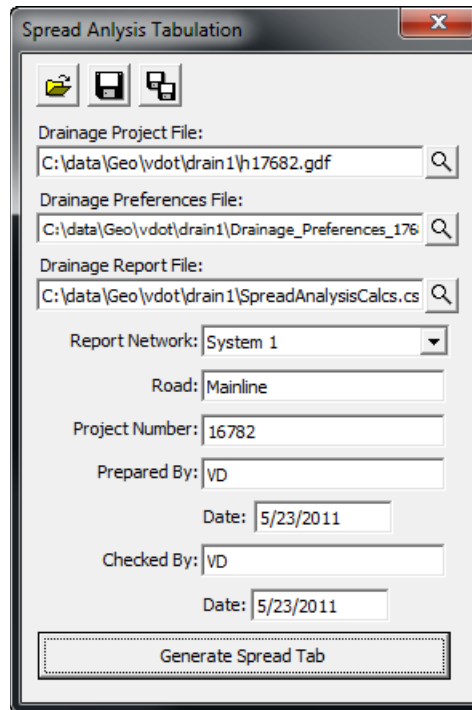 Spread Anlysis Tabulation
Drainage Project File:
C:\data\Geo\vdot\drain1\h17682.gdf
Drainage Preferences File:
C:\data\Geo\vdot\drain1\Drainage_Preferences_176
Drainage Report File:
C:\data\Geo\vdot\drain1\SpreadAnalysisCalcs.cs
Report Network: System 1
Road: Mainline
Project Number: 16782
Prepared By: VD
Date: 5/23/2011
Checked By: VD
Date: 5/23/2011
Generate Spread Tab